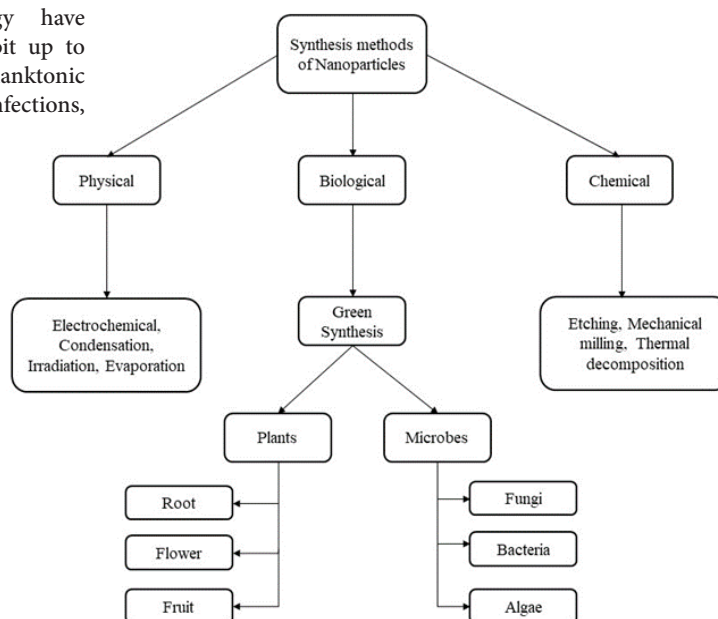 gy have
bit up to
anktonic
nfections,
Synthesis methods
of Nanoparticles
Physical
Biological
Chemical
Electrochemical,
Condensation,
Irradiation, Evaporation
Green
Synthesis
Etching, Mechanical
milling, Thermal
decomposition
Plants
Microbes
Root
Fungi
Flower
Bacteria
Fruit
Algae